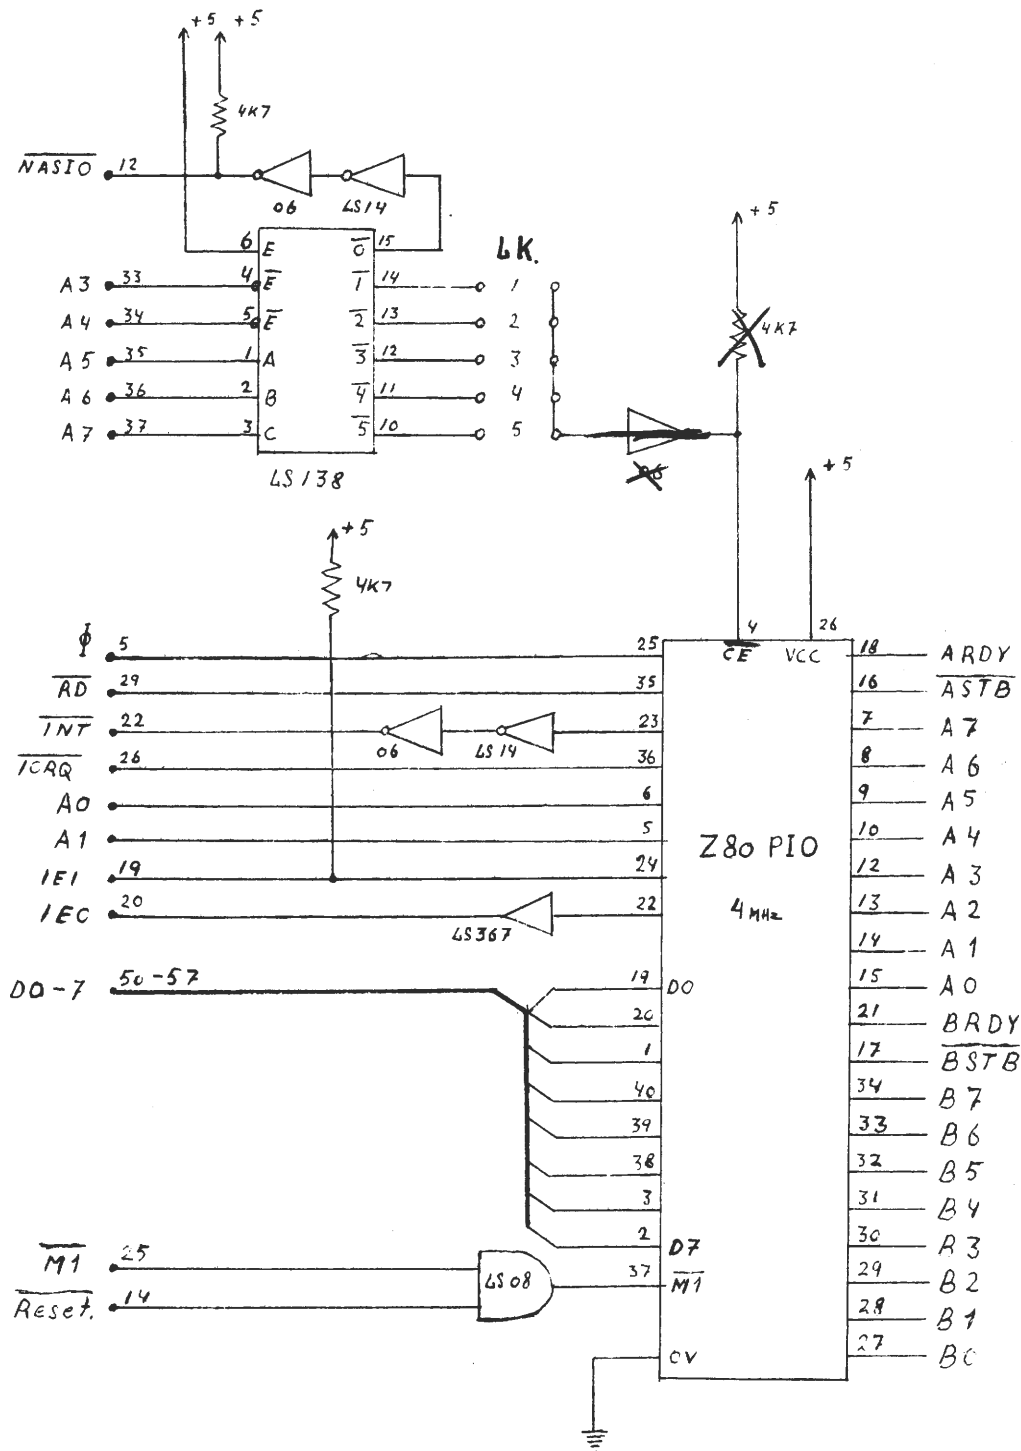 +5 +5
4K7
NASIO 12
06 LS14
6 E 0 15
LK.
A3 33 4 E 1 14 1
A4 34 5 E 2 13 2
A5 35 1 A 3 12 3
A6 36 2 B 4 11 4
A7 37 3 C 5 10 5
LS138
+5
4K7
06
+5
+5
4K7
4 26
CE VCC
φ 5 25 18 ARDY
RD 29 35 16 ASTB
INT 22 06 LS14 23 7 A7
ICRQ 26 36 8 A6
A0 6 9 A5
A1 5 10 A4
Z80 PIO
IEI 19 24 12 A3
IEC 20 LS367 22 13 A2
4MHz
14 A1
D0-7 50-57 19 D0 15 A0
20 21 BRDY
1 17 BSTB
40 34 B7
39 33 B6
38 32 B5
3 31 B4
2 D7 30 B3
M1 25 LS08 37 M1 29 B2
Reset. 14 28 B1
0V 27 B0